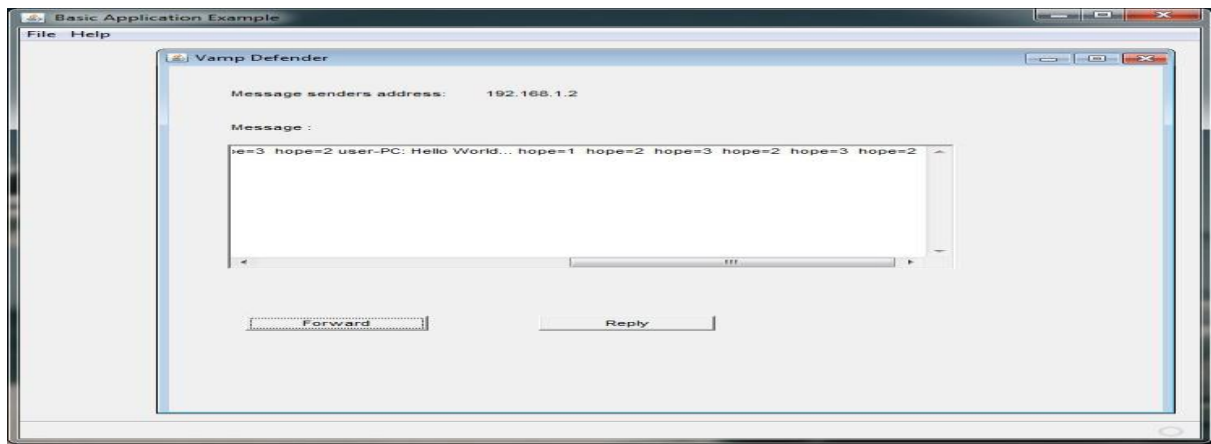 Basic Application Example
File Help
Vamp Defender
Message senders address: 192.168.1.2
Message :
hope=2 user-PC: Hello World... hope=1 hope=2 hope=3 hope=2 hope=3 hope=2
Forward Reply